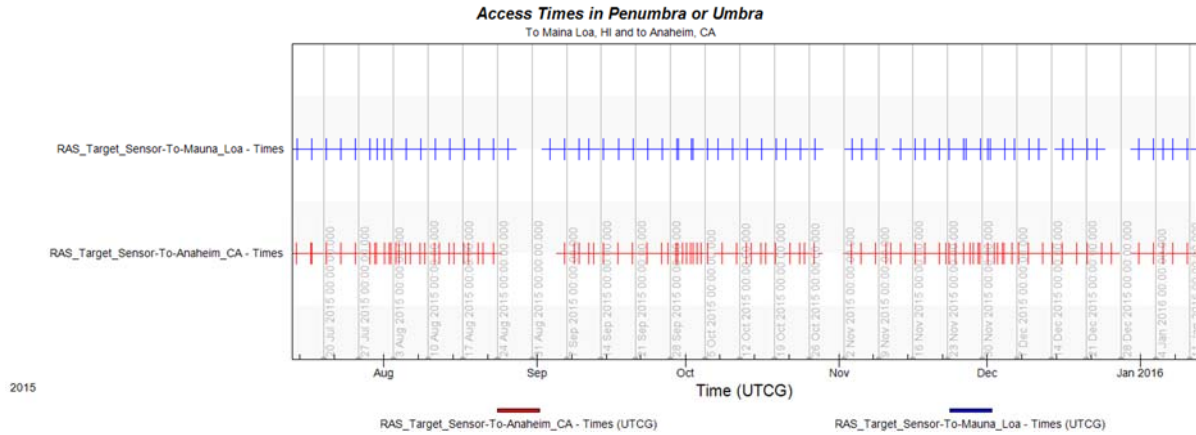 Access Times in Penumbra or Umbra
To Maina Loa, HI and to Anaheim, CA
RAS_Target_Sensor-To-Mauna_Loa - Times
RAS_Target_Sensor-To-Anaheim_CA - Times
20 Jul 2015 00:00:00.000
27 Jul 2015 00:00:00.000
3 Aug 2015 00:00:00.000
10 Aug 2015 00:00:00.000
17 Aug 2015 00:00:00.000
24 Aug 2015 00:00:00.000
31 Aug 2015 00:00:00.000
Sep 2015 00:00:00.000
Sep 2015 00:00:00.000
21 Sep 2015 00:00:00.000
28 Sep 2015 00:00:00.000
5 Oct 2015 00:00:00.000
12 Oct 2015 00:00:00.000
19 Oct 2015 00:00:00.000
26 Oct 2015 00:00:00.000
2 Nov 2015 00:00:00.000
9 Nov 2015 00:00:00.000
16 Nov 2015 00:00:00.000
23 Nov 2015 00:00:00.000
30 Nov 2015 00:00:00.000
Dec 2015 00:00:00.000
14 Dec 2015 00:00:00.000
21 Dec 2015 00:00:00.000
28 Dec 2015 00:00:00.000
4 Jan 2016 00:00:00.000
Aug Sep Oct Nov Dec Jan 2016
2015
Time (UTCG)
RAS_Target_Sensor-To-Anaheim_CA - Times (UTCG)
RAS_Target_Sensor-To-Mauna_Loa - Times (UTCG)